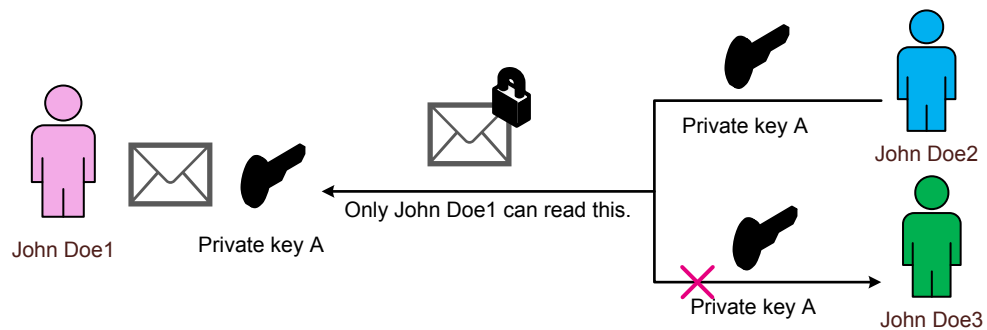 Private key A
John Doe2
Only John Doe1 can read this.
John Doe1
Private key A
Private key A
John Doe3